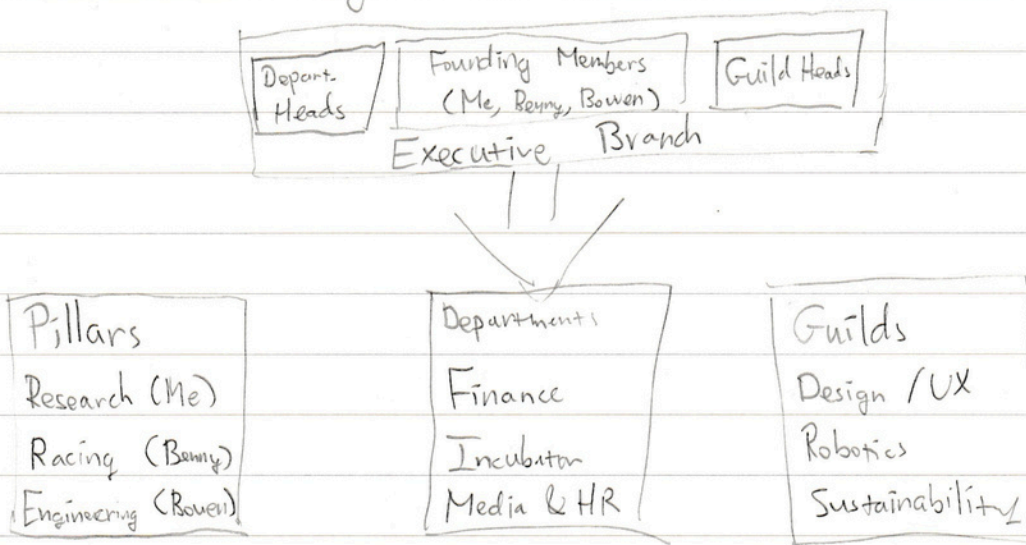 Depart.
Heads
Founding Members
(Me, Benny, Bowen)
Guild Heads
Executive Branch
Pillars
Research (Me)
Racing (Benny)
Engineering (Bowen)
Departments
Finance
Incubator
Media & HR
Guilds
Design / UX
Robotics
Sustainability